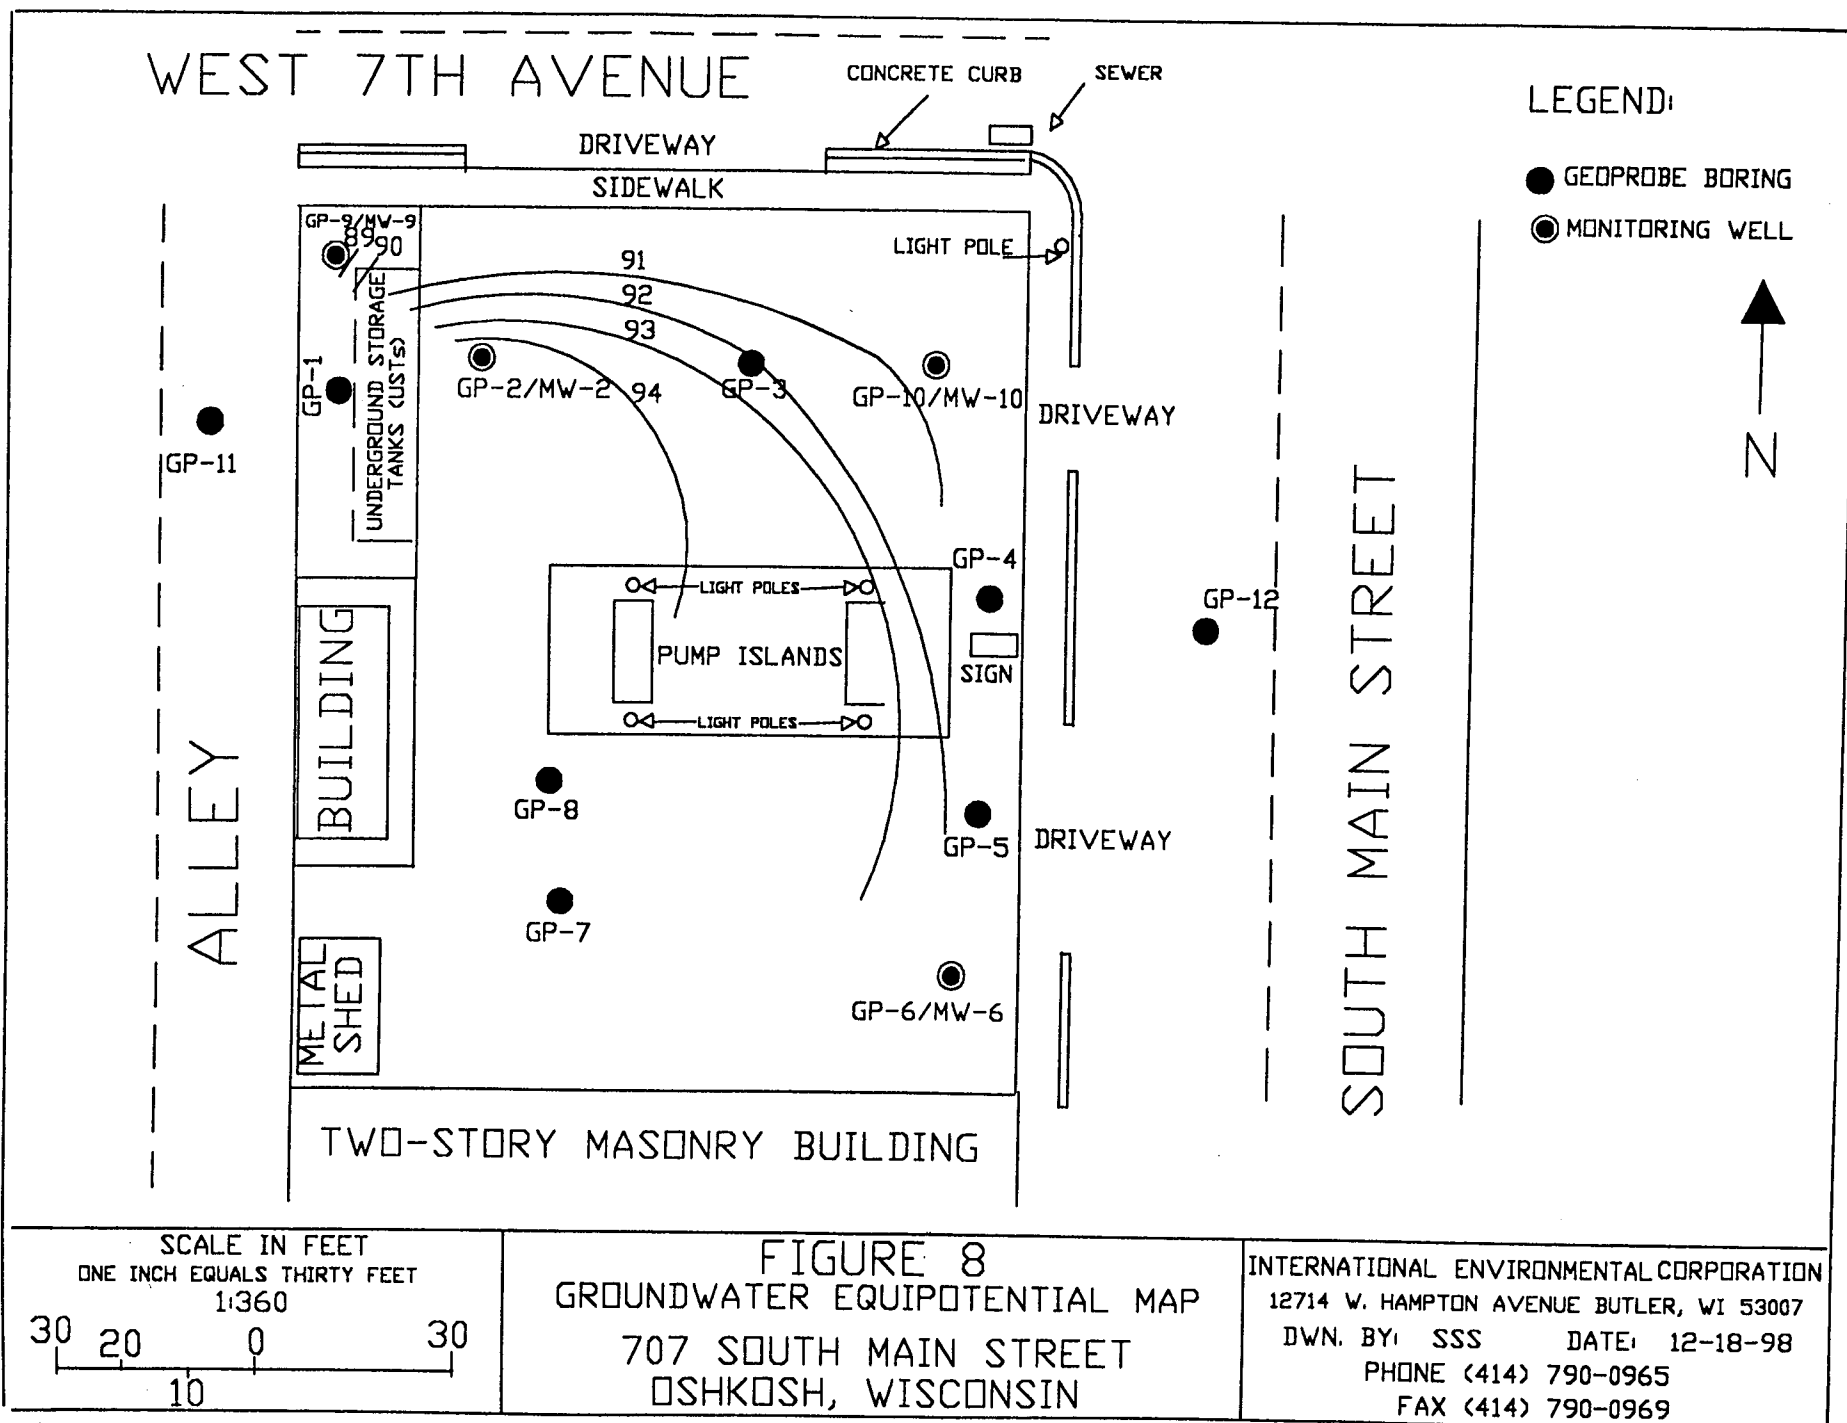 WEST 7TH AVENUE
CONCRETE CURB
SEWER
LEGEND:
DRIVEWAY
SIDEWALK
GEOPROBE BORING
MONITORING WELL
GP-9/MW-9
89
90
LIGHT POLE
91
92
93
94
UNDERGROUND STORAGE
TANKS (USTs)
GP-1
GP-2/MW-2
GP-3
GP-10/MW-10
DRIVEWAY
GP-11
N
GP-4
GP-12
LIGHT POLES
PUMP ISLANDS
SIGN
LIGHT POLES
BUILDING
ALLEY
SOUTH MAIN STREET
GP-8
GP-5
DRIVEWAY
GP-7
METAL
SHED
GP-6/MW-6
TWO-STORY MASONRY BUILDING
SCALE IN FEET
ONE INCH EQUALS THIRTY FEET
1:360
30 20 0 30
10
FIGURE 8
GROUNDWATER EQUIPOTENTIAL MAP
707 SOUTH MAIN STREET
OSHKOSH, WISCONSIN
INTERNATIONAL ENVIRONMENTAL CORPORATION
12714 W. HAMPTON AVENUE BUTLER, WI 53007
DWN. BY: SSS DATE: 12-18-98
PHONE (414) 790-0965
FAX (414) 790-0969